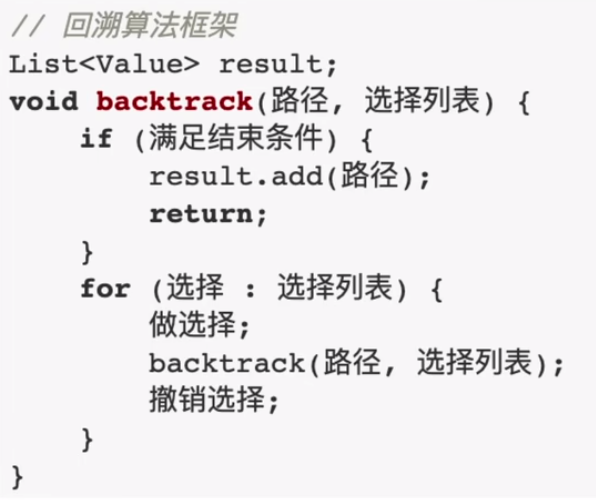 // 回溯算法框架
List<Value> result;
void backtrack(路径, 选择列表) {
    if (满足结束条件) {
        result.add(路径);
        return;
    }
    for (选择 : 选择列表) {
        做选择;
        backtrack(路径, 选择列表);
        撤销选择;
    }
}